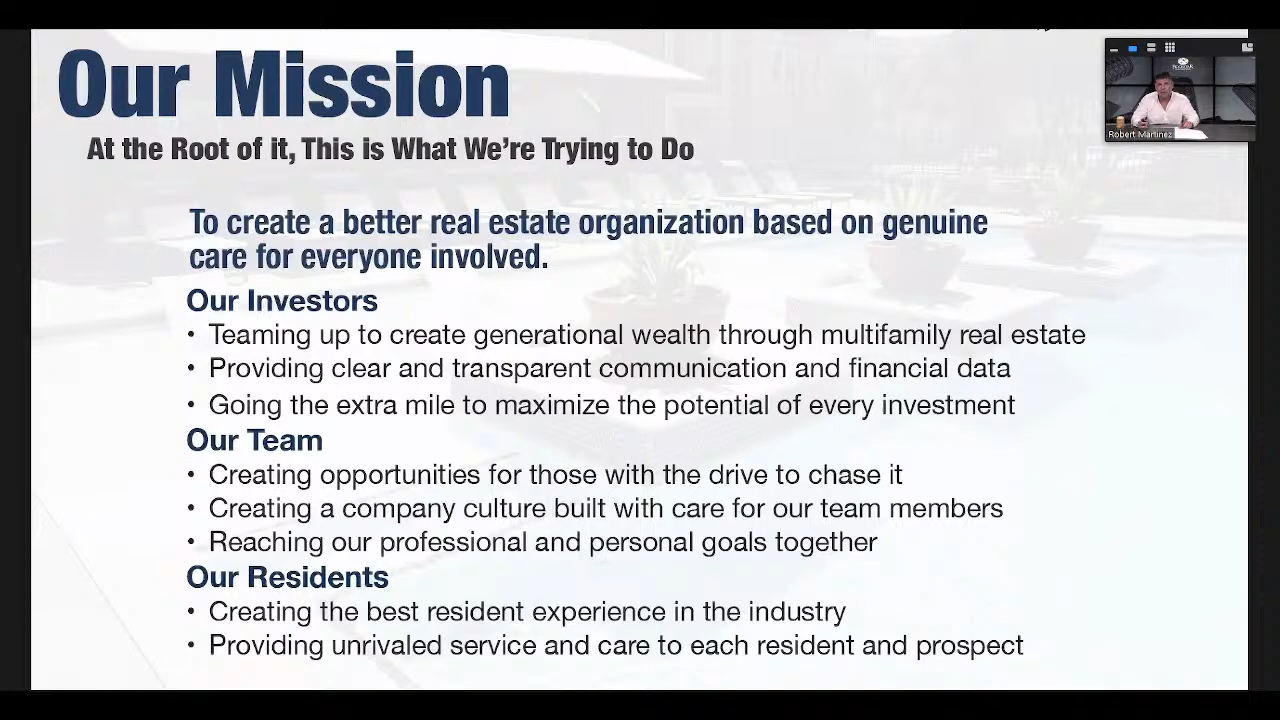 Our Mission
At the Root of it, This is What We're Trying to Do
To create a better real estate organization based on genuine
care for everyone involved.
Our Investors
• Teaming up to create generational wealth through multifamily real estate
• Providing clear and transparent communication and financial data
• Going the extra mile to maximize the potential of every investment
Our Team
• Creating opportunities for those with the drive to chase it
• Creating a company culture built with care for our team members
• Reaching our professional and personal goals together
Our Residents
• Creating the best resident experience in the industry
• Providing unrivaled service and care to each resident and prospect
Robert Martinez